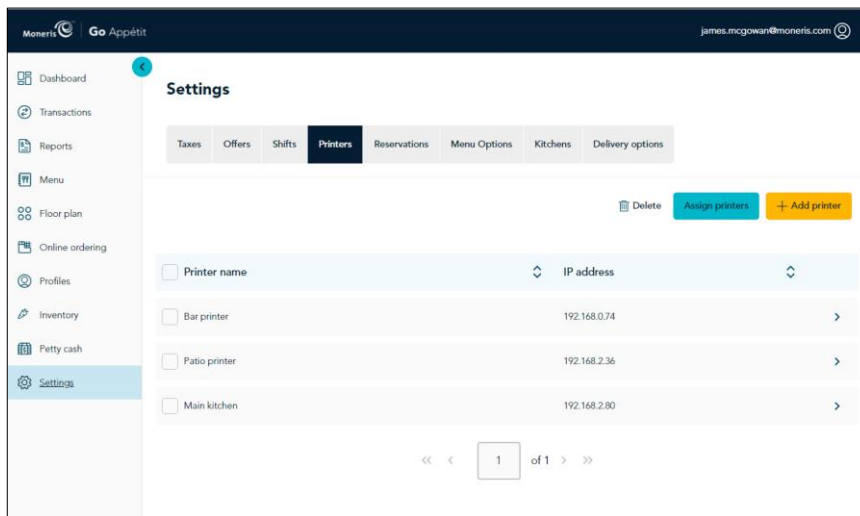 Moneris Go Appétit
james.mcgowan@moneris.com
Dashboard
Transactions
Reports
Menu
Floor plan
Online ordering
Profiles
Inventory
Petty cash
Settings
Settings
Taxes Offers Shifts Printers Reservations Menu Options Kitchens Delivery options
Delete Assign printers + Add printer
Printer name IP address
Bar printer 192.168.0.74
Patio printer 192.168.2.36
Main kitchen 192.168.2.80
<< < 1 of 1 > >>